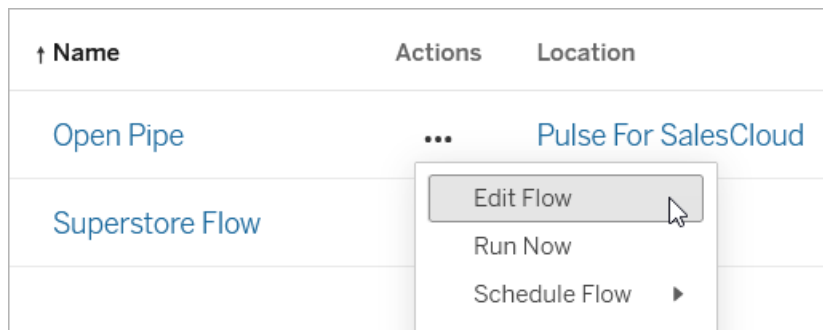 ↑ Name Actions Location
Open Pipe ••• Pulse For SalesCloud
Edit Flow
Superstore Flow
Run Now
Schedule Flow